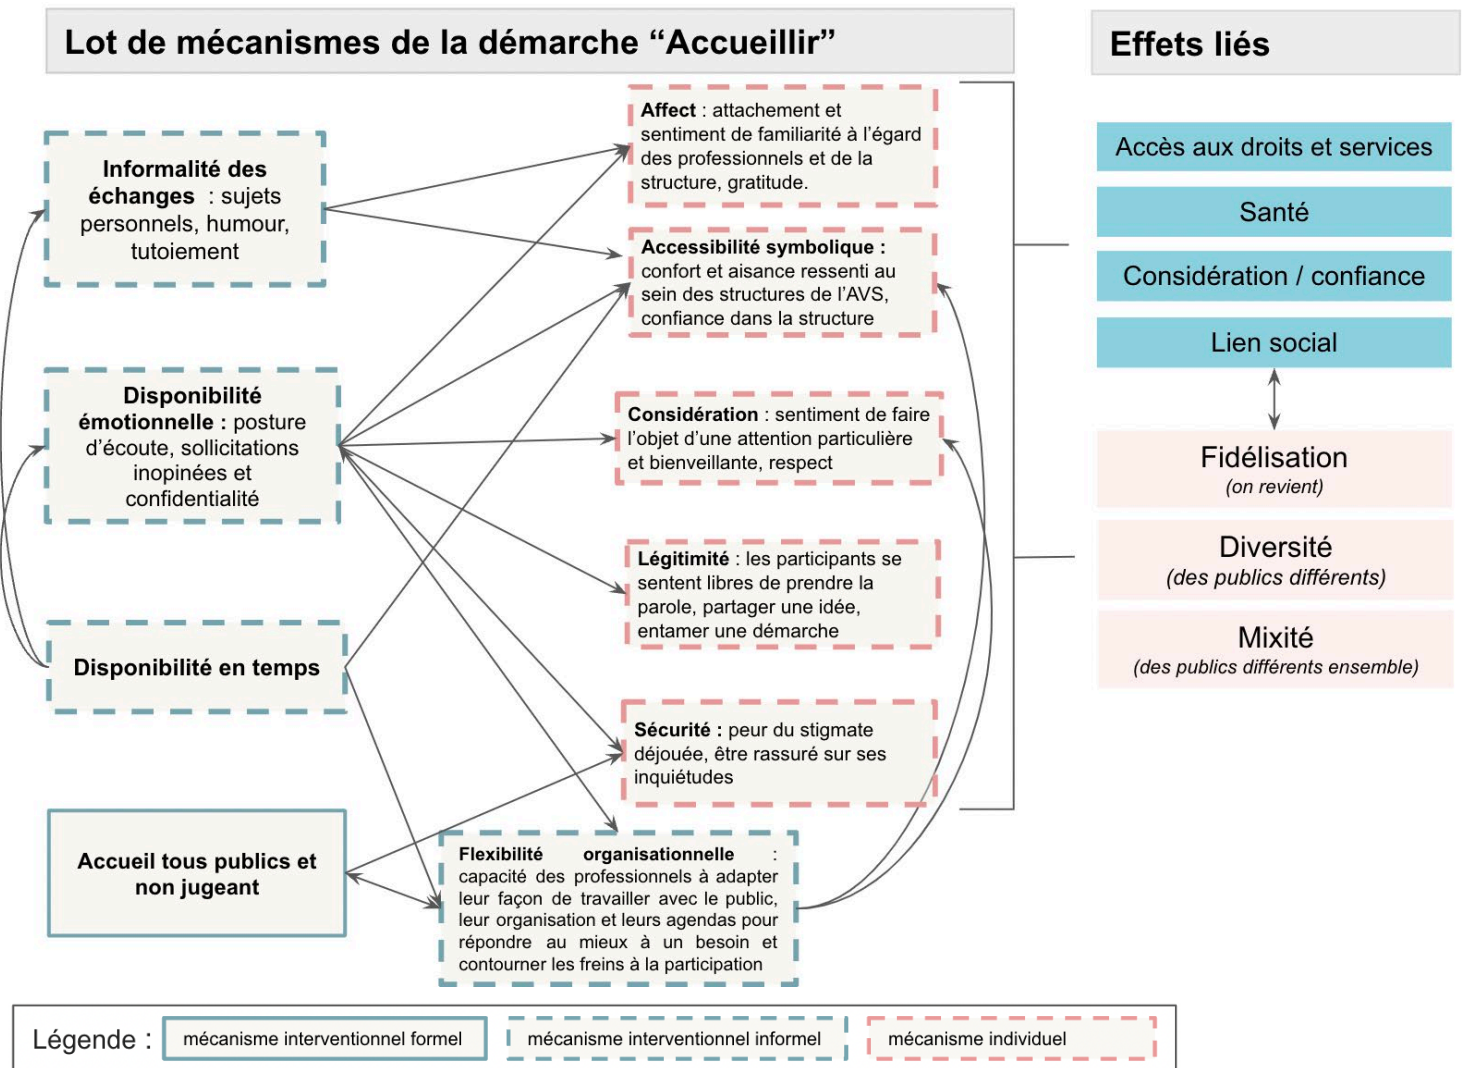 Lot de mécanismes de la démarche “Accueillir”
Informalité des
échanges : sujets
personnels, humour,
tutoiement
Disponibilité
émotionnelle : posture
d’écoute, sollicitations
inopinées et
confidentialité
Disponibilité en temps
Accueil tous publics et
non jugeant
Affect : attachement et
sentiment de familiarité à l’égard
des professionnels et de la
structure, gratitude.
Accessibilité symbolique :
confort et aisance ressenti au
sein des structures de l’AVS,
confiance dans la structure
Considération : sentiment de faire
l’objet d’une attention particulière
et bienveillante, respect
Légitimité : les participants se
sentent libres de prendre la
parole, partager une idée,
entamer une démarche
Sécurité : peur du stigmate
déjouée, être rassuré sur ses
inquiétudes
Flexibilité organisationnelle :
capacité des professionnels à adapter
leur façon de travailler avec le public,
leur organisation et leurs agendas pour
répondre au mieux à un besoin et
contourner les freins à la participation
Effets liés
Accès aux droits et services
Santé
Considération / confiance
Lien social
Fidélisation
(on revient)
Diversité
(des publics différents)
Mixité
(des publics différents ensemble)
Légende :
mécanisme interventionnel formel
mécanisme interventionnel informel
mécanisme individuel